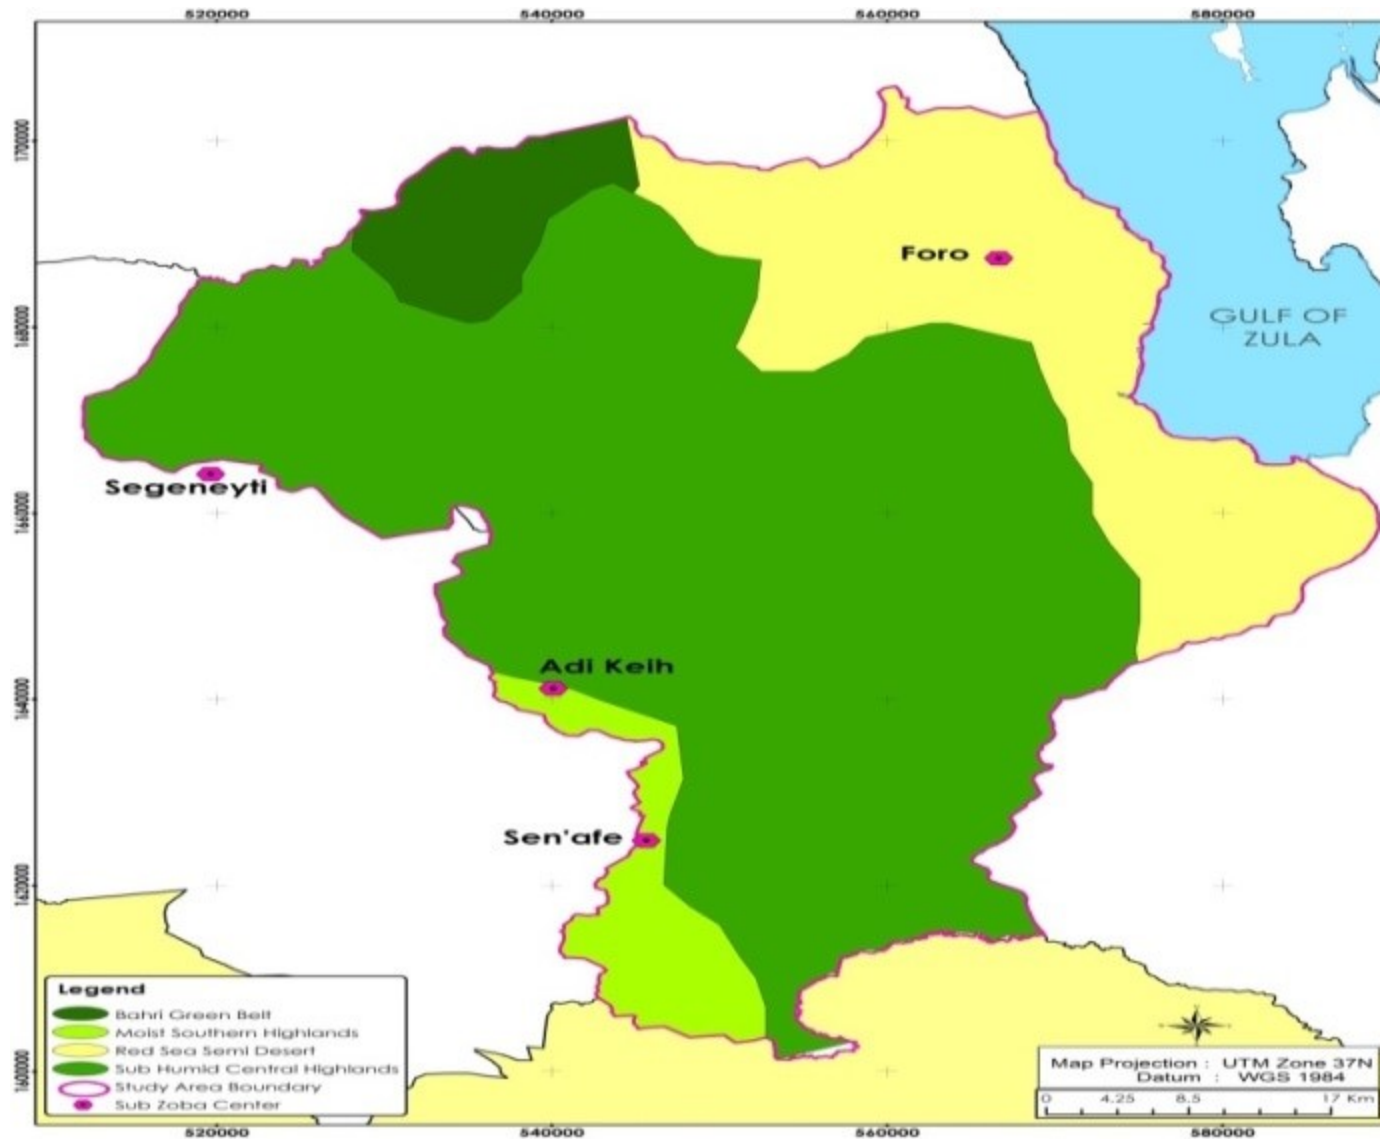 520000 540000 560000 580000
1700000
1680000
1660000
1640000
1620000
1600000
Foro
GULF OF
ZULA
Segeneyti
Adi Keih
Sen'afe
Legend
Bahri Green Belt
Moist Southern Highlands
Red Sea Semi Desert
Sub Humid Central Highlands
Study Area Boundary
Sub Zoba Center
Map Projection : UTM Zone 37N
Datum : WGS 1984
0 4.25 8.5 17 Km
520000 540000 560000 580000